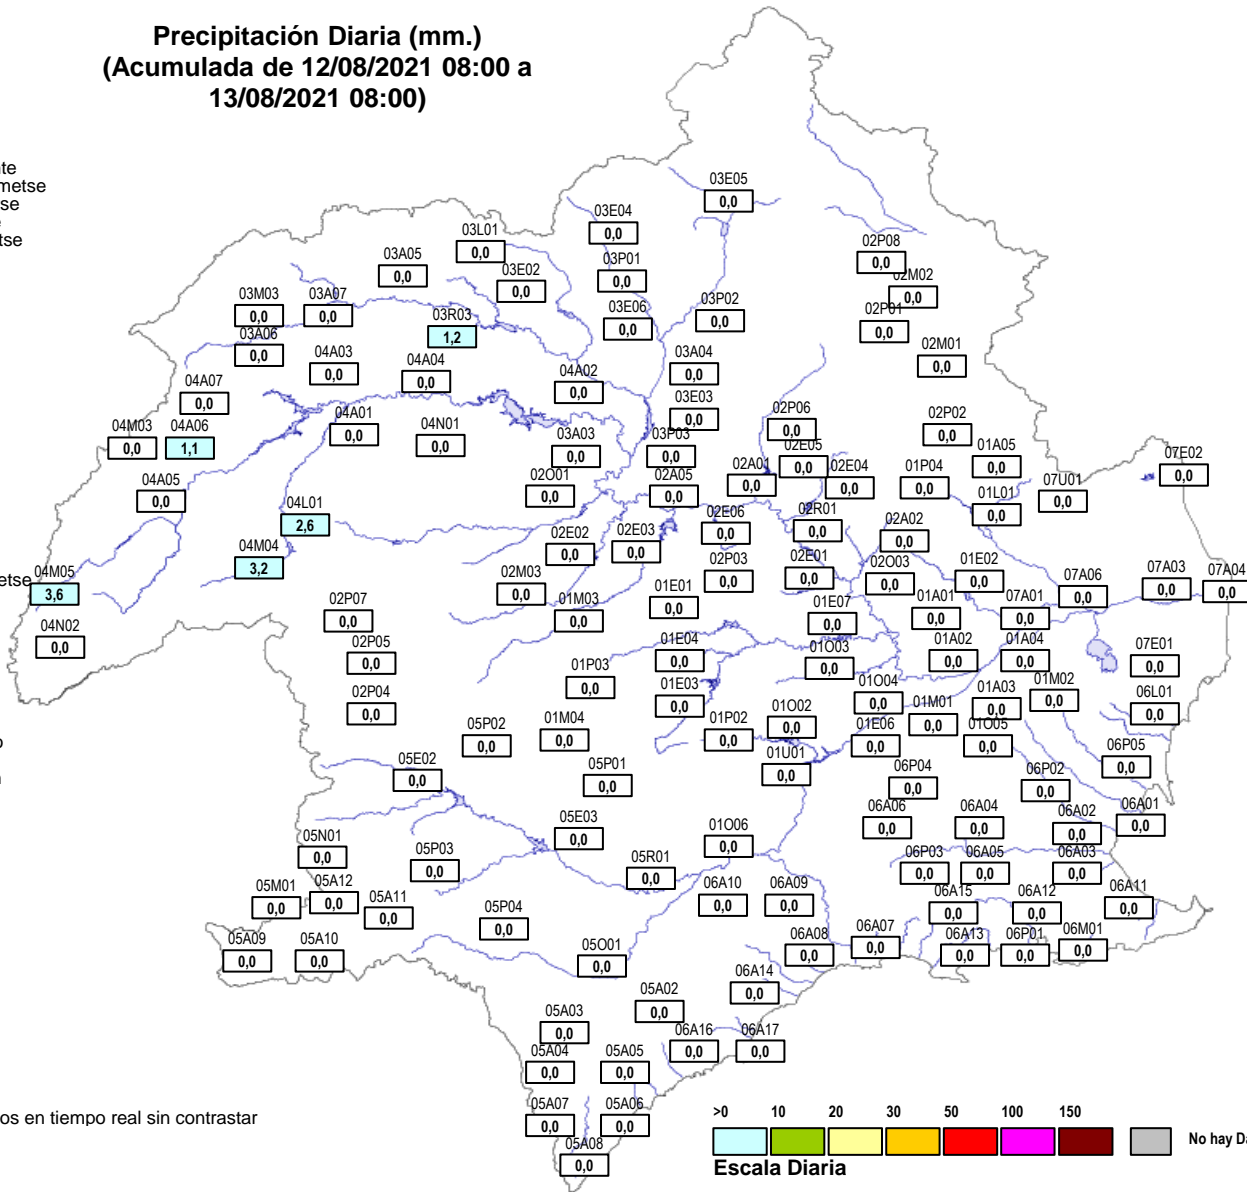 Precipitación Diaria (mm.)
(Acumulada de 12/08/2021 08:00 a
13/08/2021 08:00)
nte
metse
tse
e
tse
03E05
0,0
03E04
0,0
03L01
0,0
03P01
0,0
02P08
0,0
03A05
0,0
03E02
0,0
02M02
0,0
03M03
0,0
03A07
0,0
03R03
1,2
03E06
0,0
03P02
0,0
02P01
0,0
03A06
0,0
04A03
0,0
04A04
0,0
04A02
0,0
03A04
0,0
02M01
0,0
04A07
0,0
03E03
0,0
04M03
0,0
04A06
1,1
04A01
0,0
04N01
0,0
03A03
0,0
03P03
0,0
02P06
0,0
02P02
0,0
02E05
0,0
01A05
0,0
07E02
0,0
04A05
0,0
02O01
0,0
02A05
0,0
02A01
0,0
02E04
0,0
01P04
0,0
07U01
0,0
01L01
0,0
04L01
2,6
02E06
0,0
02R01
0,0
02A02
0,0
02E02
0,0
02E03
0,0
04M04
3,2
metse
04M05
3,6
02M03
0,0
02P03
0,0
02E01
0,0
02O03
0,0
01E02
0,0
07A06
0,0
07A03
0,0
07A04
0,0
01M03
0,0
01E01
0,0
01E07
0,0
01A01
0,0
07A01
0,0
04N02
0,0
02P07
0,0
02P05
0,0
01E04
0,0
01O03
0,0
01A02
0,0
01A04
0,0
07E01
0,0
01P03
0,0
01E03
0,0
01O04
0,0
01A03
0,0
01M02
0,0
06L01
0,0
02P04
0,0
01M01
0,0
05P02
0,0
01M04
0,0
01P02
0,0
01O02
0,0
01E06
0,0
01O05
0,0
o
05E02
0,0
05P01
0,0
01U01
0,0
06P04
0,0
06P02
0,0
06P05
0,0
05E03
0,0
01O06
0,0
06A06
0,0
06A04
0,0
06A02
0,0
06A01
0,0
05N01
0,0
05P03
0,0
05R01
0,0
06P03
0,0
06A05
0,0
06A03
0,0
05M01
0,0
05A12
0,0
05A11
0,0
06A10
0,0
06A09
0,0
06A15
0,0
06A12
0,0
06A11
0,0
05P04
0,0
05A09
0,0
05A10
0,0
05O01
0,0
06A08
0,0
06A07
0,0
06A13
0,0
06P01
0,0
06M01
0,0
06A14
0,0
05A02
0,0
05A03
0,0
06A16
0,0
06A17
0,0
05A04
0,0
05A05
0,0
05A07
0,0
05A06
0,0
05A08
0,0
os en tiempo real sin contrastar
>0 10 20 30 50 100 150
No hay Da
Escala Diaria